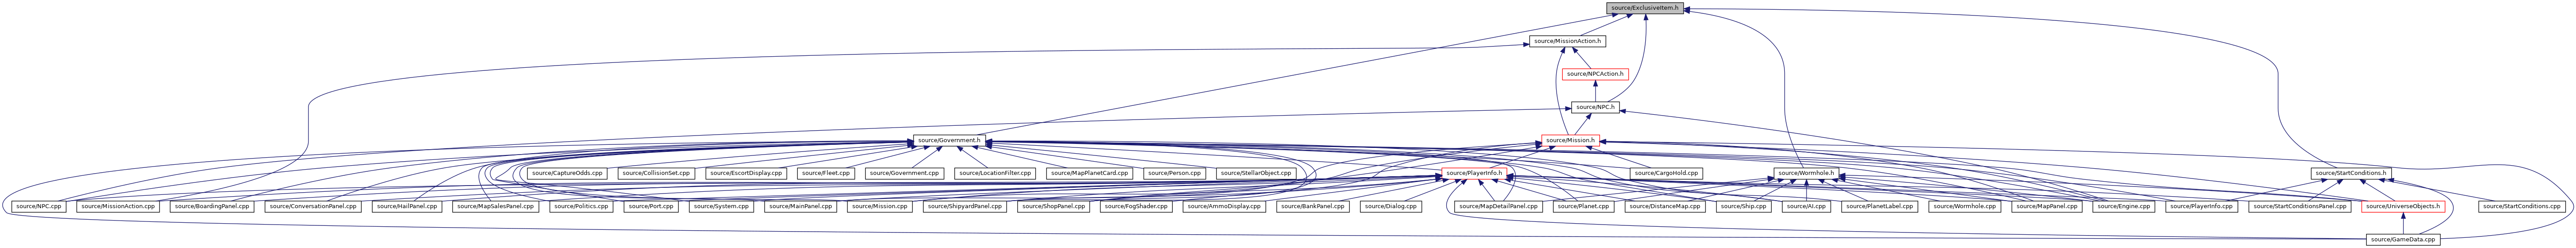 source/ExclusiveItem.h
source/MissionAction.h
source/NPCAction.h
source/NPC.h
source/Government.h
source/Mission.h
source/CaptureOdds.cpp
source/CollisionSet.cpp
source/EscortDisplay.cpp
source/Fleet.cpp
source/Government.cpp
source/LocationFilter.cpp
source/MapPlanetCard.cpp
source/Person.cpp
source/StellarObject.cpp
source/PlayerInfo.h
source/CargoHold.cpp
source/Wormhole.h
source/StartConditions.h
source/NPC.cpp
source/MissionAction.cpp
source/BoardingPanel.cpp
source/ConversationPanel.cpp
source/HailPanel.cpp
source/MapSalesPanel.cpp
source/Politics.cpp
source/Port.cpp
source/System.cpp
source/MainPanel.cpp
source/Mission.cpp
source/ShipyardPanel.cpp
source/ShopPanel.cpp
source/FogShader.cpp
source/AmmoDisplay.cpp
source/BankPanel.cpp
source/Dialog.cpp
source/MapDetailPanel.cpp
source/Planet.cpp
source/DistanceMap.cpp
source/Ship.cpp
source/AI.cpp
source/PlanetLabel.cpp
source/Wormhole.cpp
source/MapPanel.cpp
source/Engine.cpp
source/PlayerInfo.cpp
source/StartConditionsPanel.cpp
source/UniverseObjects.h
source/StartConditions.cpp
source/GameData.cpp